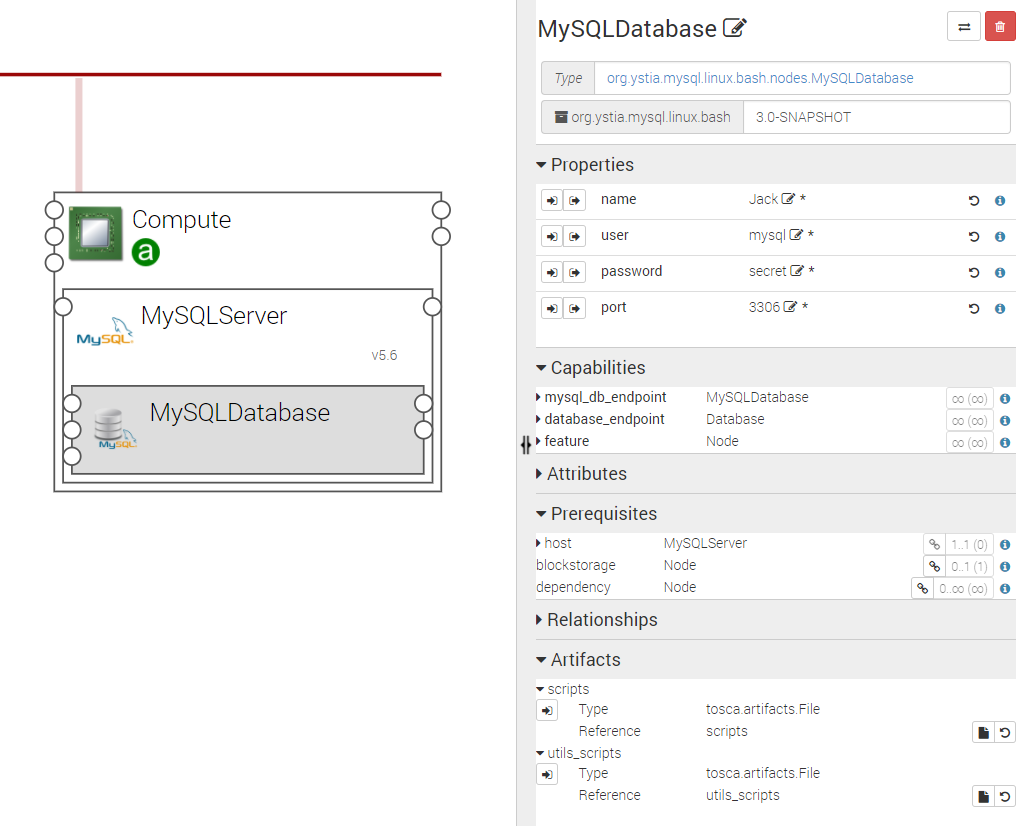 Compute
a
MySQLServer
MySQL
v5.6
MySQLDatabase
MySQL
MySQLDatabase
Type org.ystia.mysql.linux.bash.nodes.MySQLDatabase
org.ystia.mysql.linux.bash 3.0-SNAPSHOT
Properties
name Jack *
user mysql *
password secret *
port 3306 *
Capabilities
mysql_db_endpoint MySQLDatabase ∞ (∞)
database_endpoint Database ∞ (∞)
feature Node ∞ (∞)
Attributes
Prerequisites
host MySQLServer 1..1 (0)
blockstorage Node 0..1 (1)
dependency Node 0..∞ (∞)
Relationships
Artifacts
scripts
Type tosca.artifacts.File
Reference scripts
utils_scripts
Type tosca.artifacts.File
Reference utils_scripts